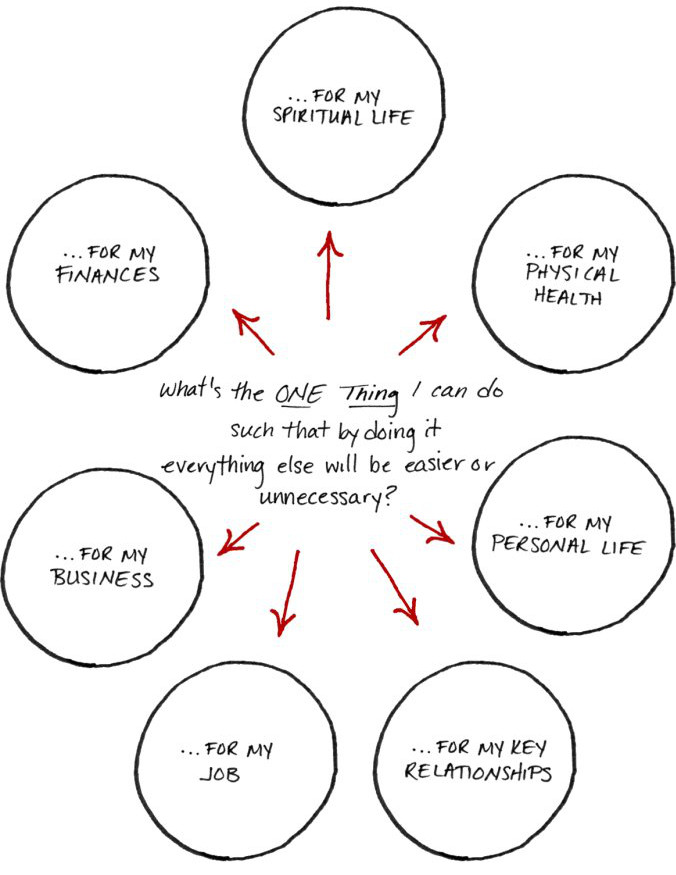 ...FOR MY
SPIRITUAL LIFE
...FOR MY
FINANCES
...FOR MY
PHYSICAL
HEALTH
What's the ONE Thing I can do
such that by doing it
everything else will be easier or
unnecessary?
...FOR MY
PERSONAL LIFE
...FOR MY
BUSINESS
...FOR MY
JOB
...FOR MY KEY
RELATIONSHIPS